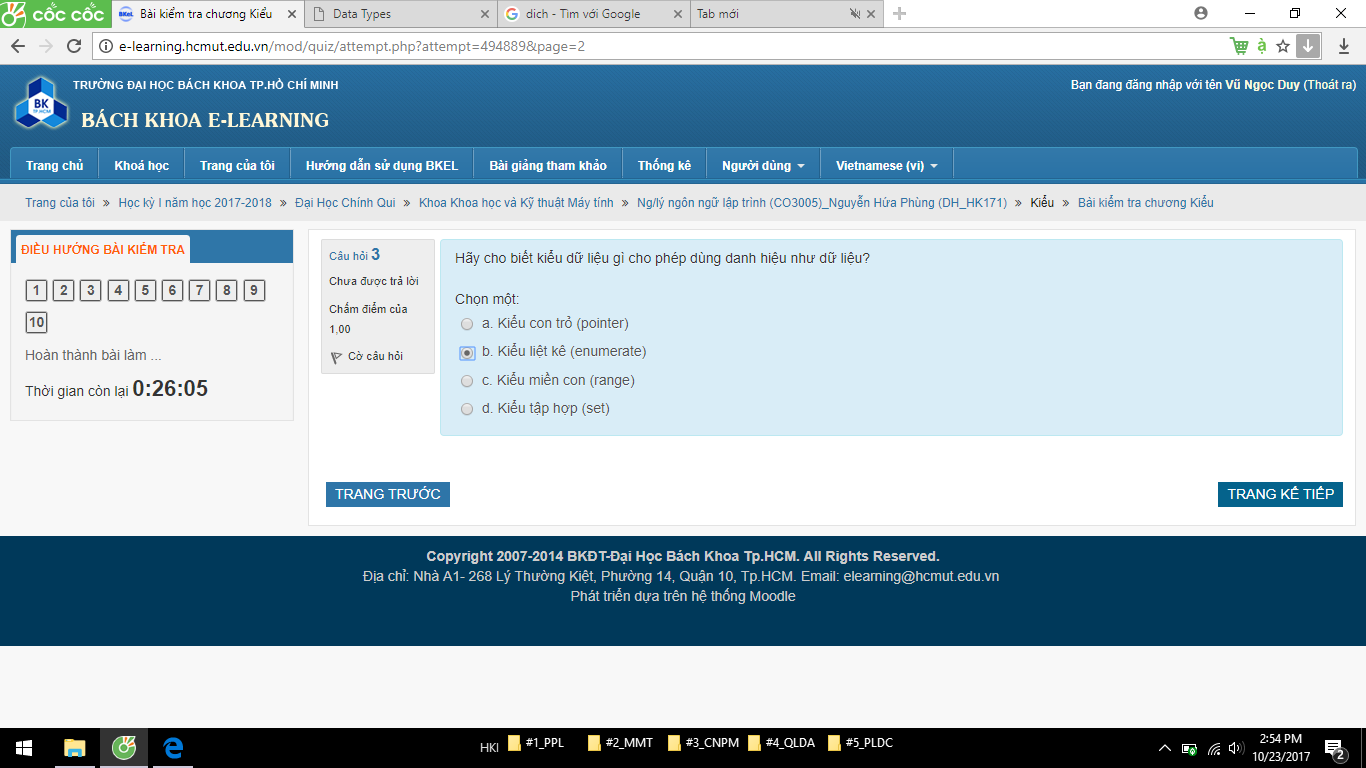 cốc cốc
Bài kiểm tra chương Kiểu
Data Types
dich - Tìm với Google
Tab mới
e-learning.hcmut.edu.vn/mod/quiz/attempt.php?attempt=494889&page=2
TRƯỜNG ĐẠI HỌC BÁCH KHOA TP.HỒ CHÍ MINH
Bạn đang đăng nhập với tên Vũ Ngọc Duy (Thoát ra)
BK
TP.HCM
BÁCH KHOA E-LEARNING
Trang chủ
Khoá học
Trang của tôi
Hướng dẫn sử dụng BKEL
Bài giảng tham khảo
Thống kê
Người dùng
Vietnamese (vi)
Trang của tôi » Học kỳ I năm học 2017-2018 » Đại Học Chính Qui » Khoa Khoa học và Kỹ thuật Máy tính » Ng/lý ngôn ngữ lập trình (CO3005)_Nguyễn Hứa Phùng (DH_HK171) » Kiểu » Bài kiểm tra chương Kiểu
ĐIỀU HƯỚNG BÀI KIỂM TRA
1 2 3 4 5 6 7 8 9
10
Hoàn thành bài làm ...
Thời gian còn lại 0:26:05
Câu hỏi 3
Chưa được trả lời
Chấm điểm của
1,00
Cờ câu hỏi
Hãy cho biết kiểu dữ liệu gì cho phép dùng danh hiệu như dữ liệu?
Chọn một:
a. Kiểu con trỏ (pointer)
b. Kiểu liệt kê (enumerate)
c. Kiểu miền con (range)
d. Kiểu tập hợp (set)
TRANG TRƯỚC
TRANG KẾ TIẾP
Copyright 2007-2014 BKĐT-Đại Học Bách Khoa Tp.HCM. All Rights Reserved.
Địa chỉ: Nhà A1- 268 Lý Thường Kiệt, Phường 14, Quận 10, Tp.HCM. Email: elearning@hcmut.edu.vn
Phát triển dựa trên hệ thống Moodle
HKI
#1_PPL
#2_MMT
#3_CNPM
#4_QLDA
#5_PLDC
2:54 PM
10/23/2017
2